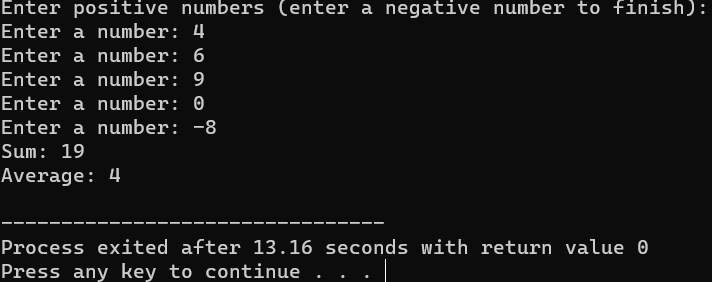 Enter positive numbers (enter a negative number to finish):
Enter a number: 4
Enter a number: 6
Enter a number: 9
Enter a number: 0
Enter a number: -8
Sum: 19
Average: 4
--------------------------------
Process exited after 13.16 seconds with return value 0
Press any key to continue . . .